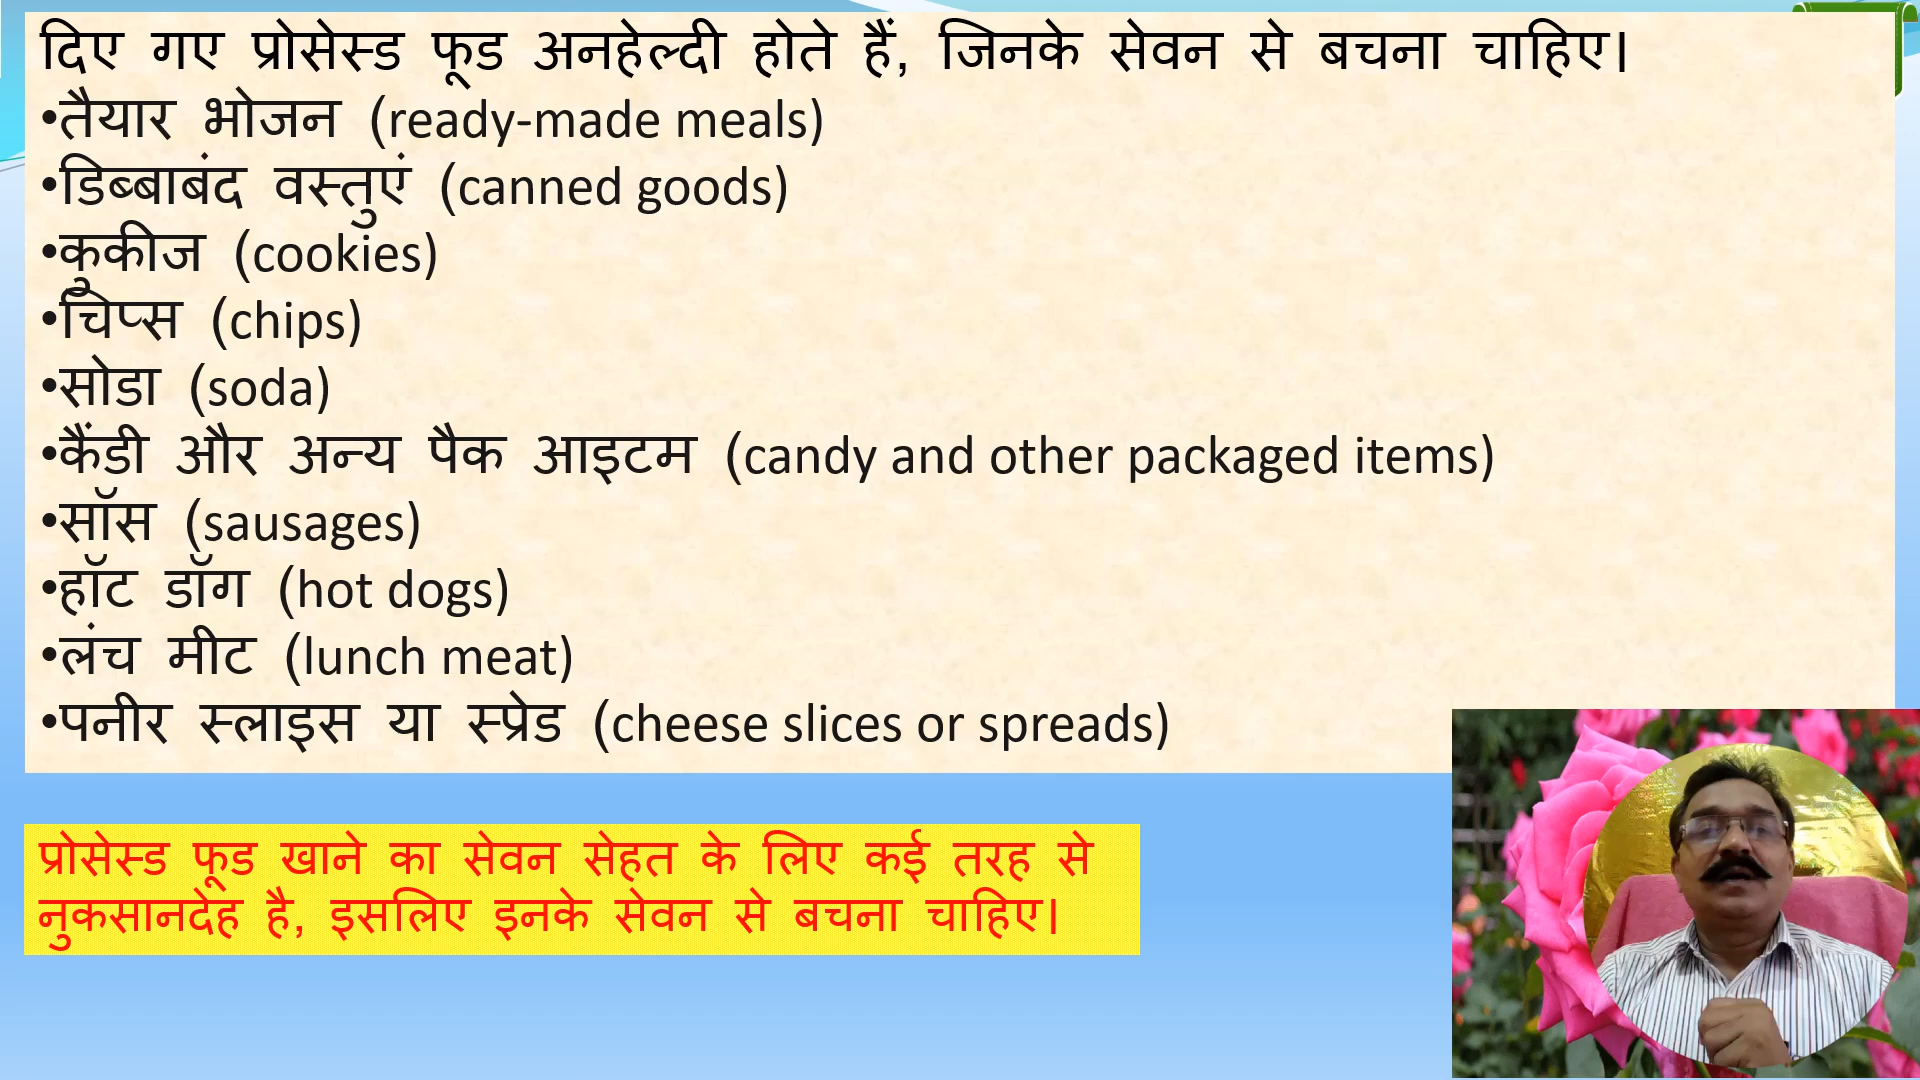 दिए गए प्रोसेस्ड फूड अनहेल्दी होते हैं, जिनके सेवन से बचना चाहिए।
•तैयार भोजन (ready-made meals)
•डिब्बाबंद वस्तुएं (canned goods)
•कुकीज (cookies)
•चिप्स (chips)
•सोडा (soda)
•कैंडी और अन्य पैक आइटम (candy and other packaged items)
•सॉस (sausages)
•हॉट डॉग (hot dogs)
•लंच मीट (lunch meat)
•पनीर स्लाइस या स्प्रेड (cheese slices or spreads)
प्रोसेस्ड फूड खाने का सेवन सेहत के लिए कई तरह से
नुकसानदेह है, इसलिए इनके सेवन से बचना चाहिए।